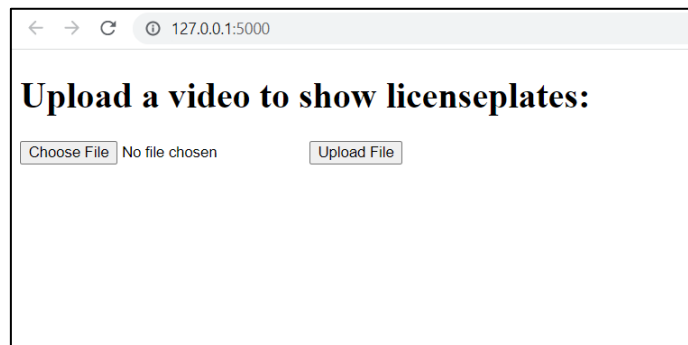 127.0.0.1:5000
Upload a video to show licenseplates:
Choose File No file chosen Upload File